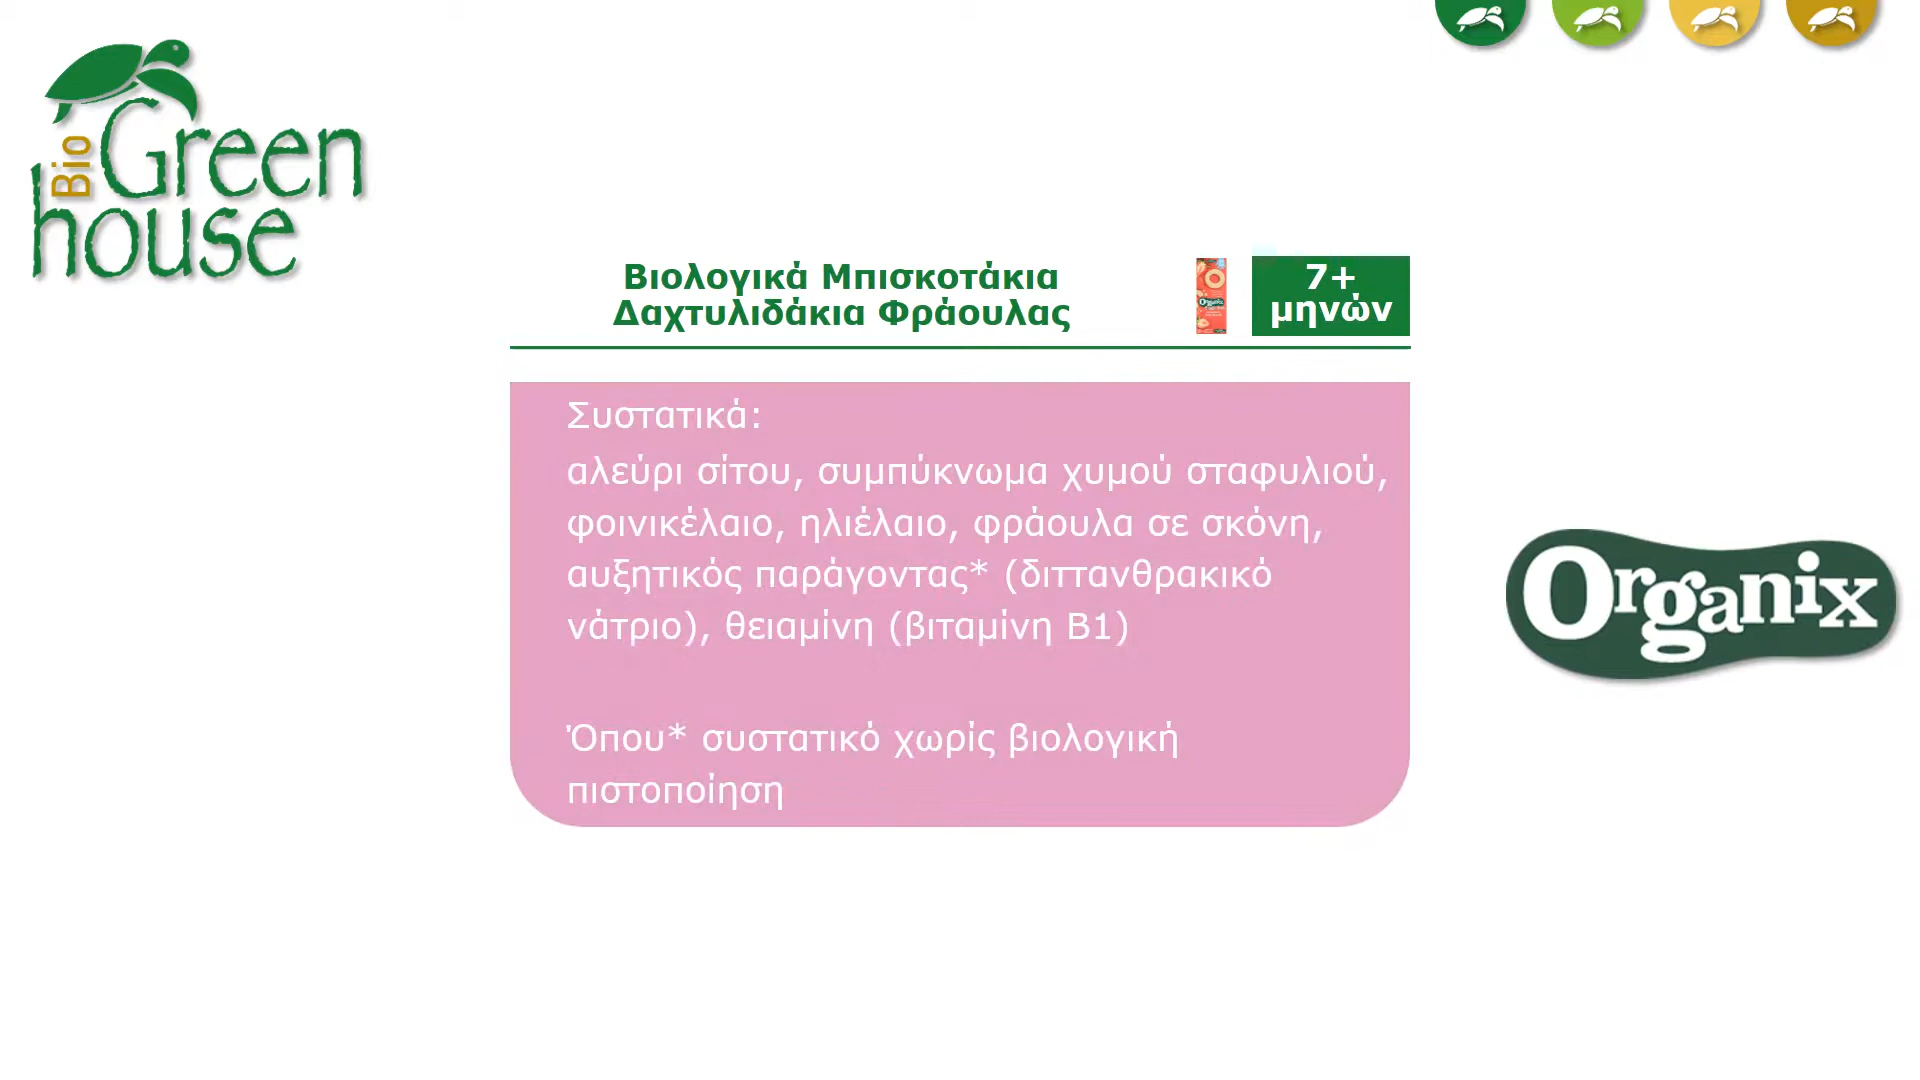 Bio Green
house
Βιολογικά Μπισκοτάκια
Δαχτυλιδάκια Φράουλας
7+
μηνών
Organix
Συστατικά:
αλεύρι σίτου, συμπύκνωμα χυμού σταφυλιού,
φοινικέλαιο, ηλιέλαιο, φράουλα σε σκόνη,
αυξητικός παράγοντας* (διττανθρακικό
νάτριο), θειαμίνη (βιταμίνη Β1)
Όπου* συστατικό χωρίς βιολογική
πιστοποίηση
Organix